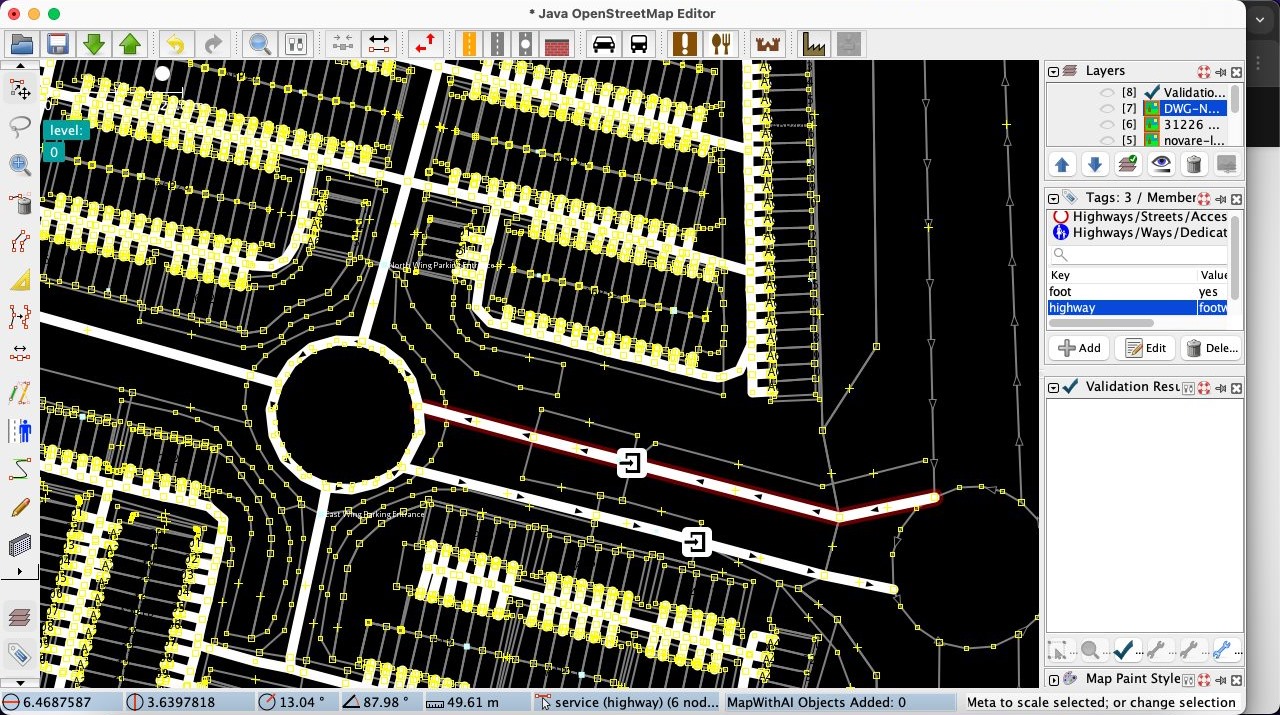 * Java OpenStreetMap Editor
level:
0
North Wing Parking Entrance
East Wing Parking Entrance
Layers
[8] Validatio...
[7] DWG-N...
[6] 31226 ...
[5] novare-l...
Tags: 3 / Member
Highways/Streets/Acces
Highways/Ways/Dedicat
Key Value
foot yes
highway footw
Add Edit Dele...
Validation Resu
Map Paint Style
6.4687587 3.6397818 13.04 ° 87.98 ° 49.61 m service (highway) (6 nod... MapWithAI Objects Added: 0 Meta to scale selected; or change selection